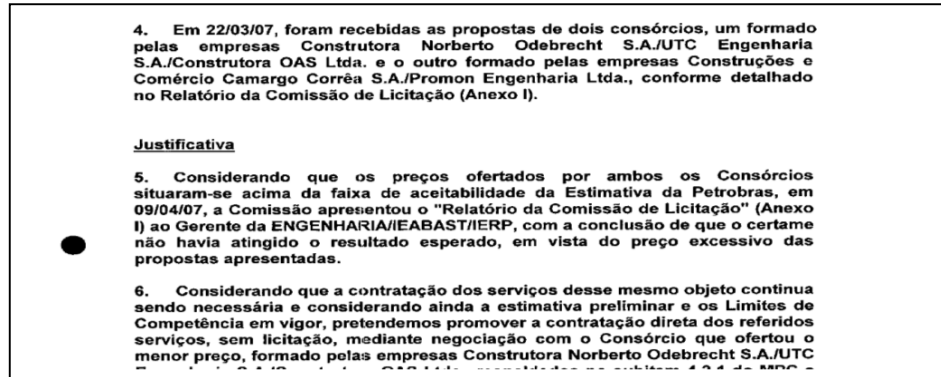 4. Em 22/03/07, foram recebidas as propostas de dois consórcios, um formado
pelas empresas Construtora Norberto Odebrecht S.A./UTC Engenharia
S.A./Construtora OAS Ltda. e o outro formado pelas empresas Construções e
Comércio Camargo Corrêa S.A./Promon Engenharia Ltda., conforme detalhado
no Relatório da Comissão de Licitação (Anexo I).
Justificativa
5. Considerando que os preços ofertados por ambos os Consórcios
situaram-se acima da faixa de aceitabilidade da Estimativa da Petrobras, em
09/04/07, a Comissão apresentou o "Relatório da Comissão de Licitação" (Anexo
I) ao Gerente da ENGENHARIA/IEABAST/IERP, com a conclusão de que o certame
não havia atingido o resultado esperado, em vista do preço excessivo das
propostas apresentadas.
6. Considerando que a contratação dos serviços desse mesmo objeto continua
sendo necessária e considerando ainda a estimativa preliminar e os Limites de
Competência em vigor, pretendemos promover a contratação direta dos referidos
serviços, sem licitação, mediante negociação com o Consórcio que ofertou o
menor preço, formado pelas empresas Construtora Norberto Odebrecht S.A./UTC